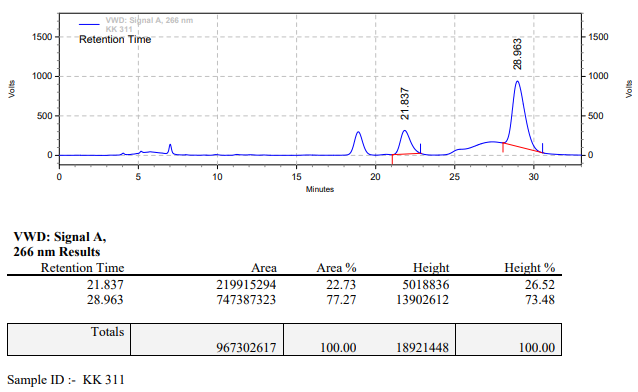 VWD: Signal A, 266 nm
KK 311
Retention Time
1500
1000
500
0
Volts
21.837
28.963
1500
1000
500
0
Volts
0 5 10 15 20 25 30
Minutes
VWD: Signal A,
266 nm Results
Retention Time Area Area % Height Height %
21.837 219915294 22.73 5018836 26.52
28.963 747387323 77.27 13902612 73.48
Totals
967302617 100.00 18921448 100.00
Sample ID :- KK 311